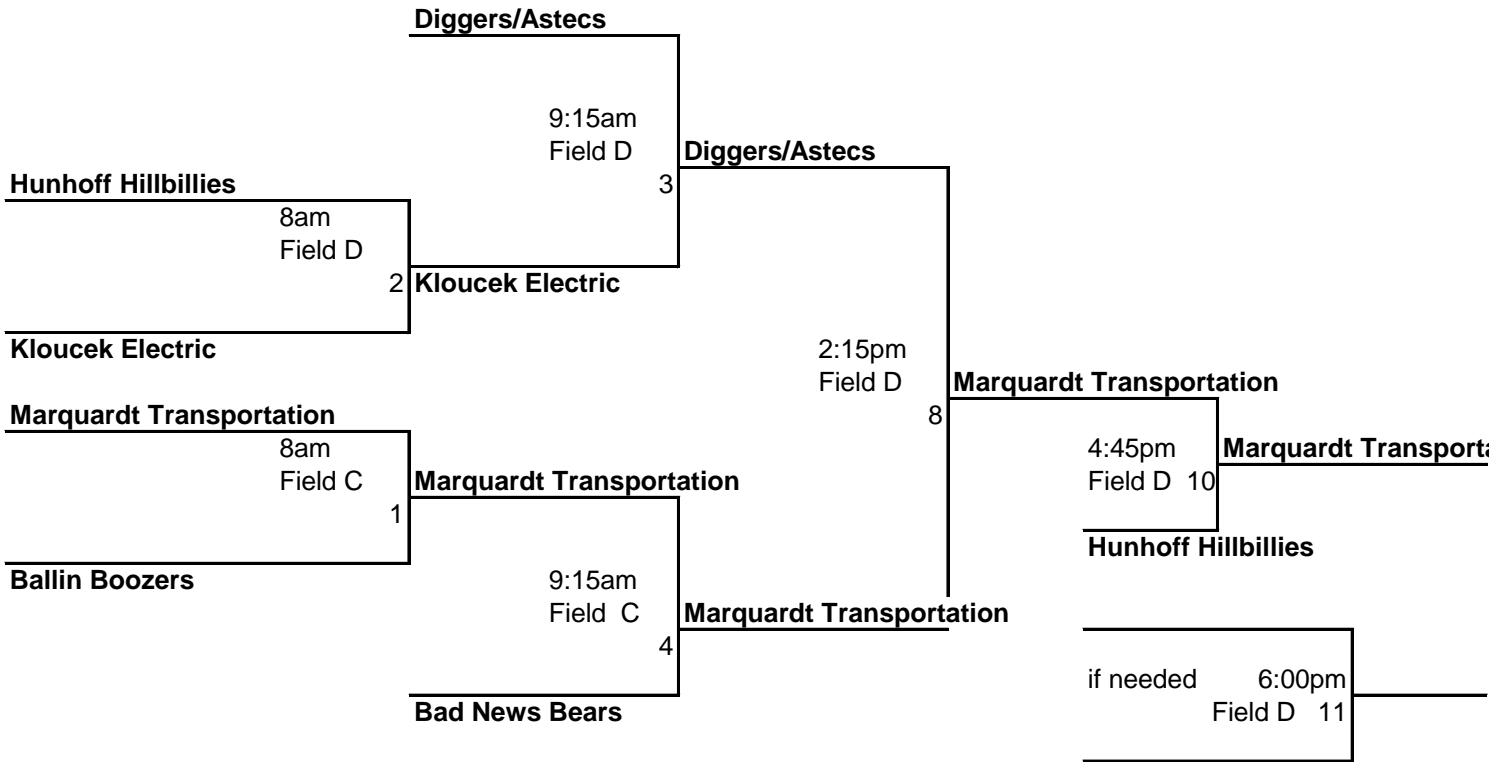 Diggers/Astecs
9:15am
Field D
Diggers/Astecs
3
Hunhoff Hillbillies
8am
Field D
2
Kloucek Electric
Kloucek Electric
2:15pm
Field D
Marquardt Transportation
8
Marquardt Transportation
8am
Field C
1
Marquardt Transportation
4:45pm
Field D 10
Marquardt Transporta
Hunhoff Hillbillies
Ballin Boozers
9:15am
Field C
Marquardt Transportation
4
Bad News Bears
if needed 6:00pm
Field D 11